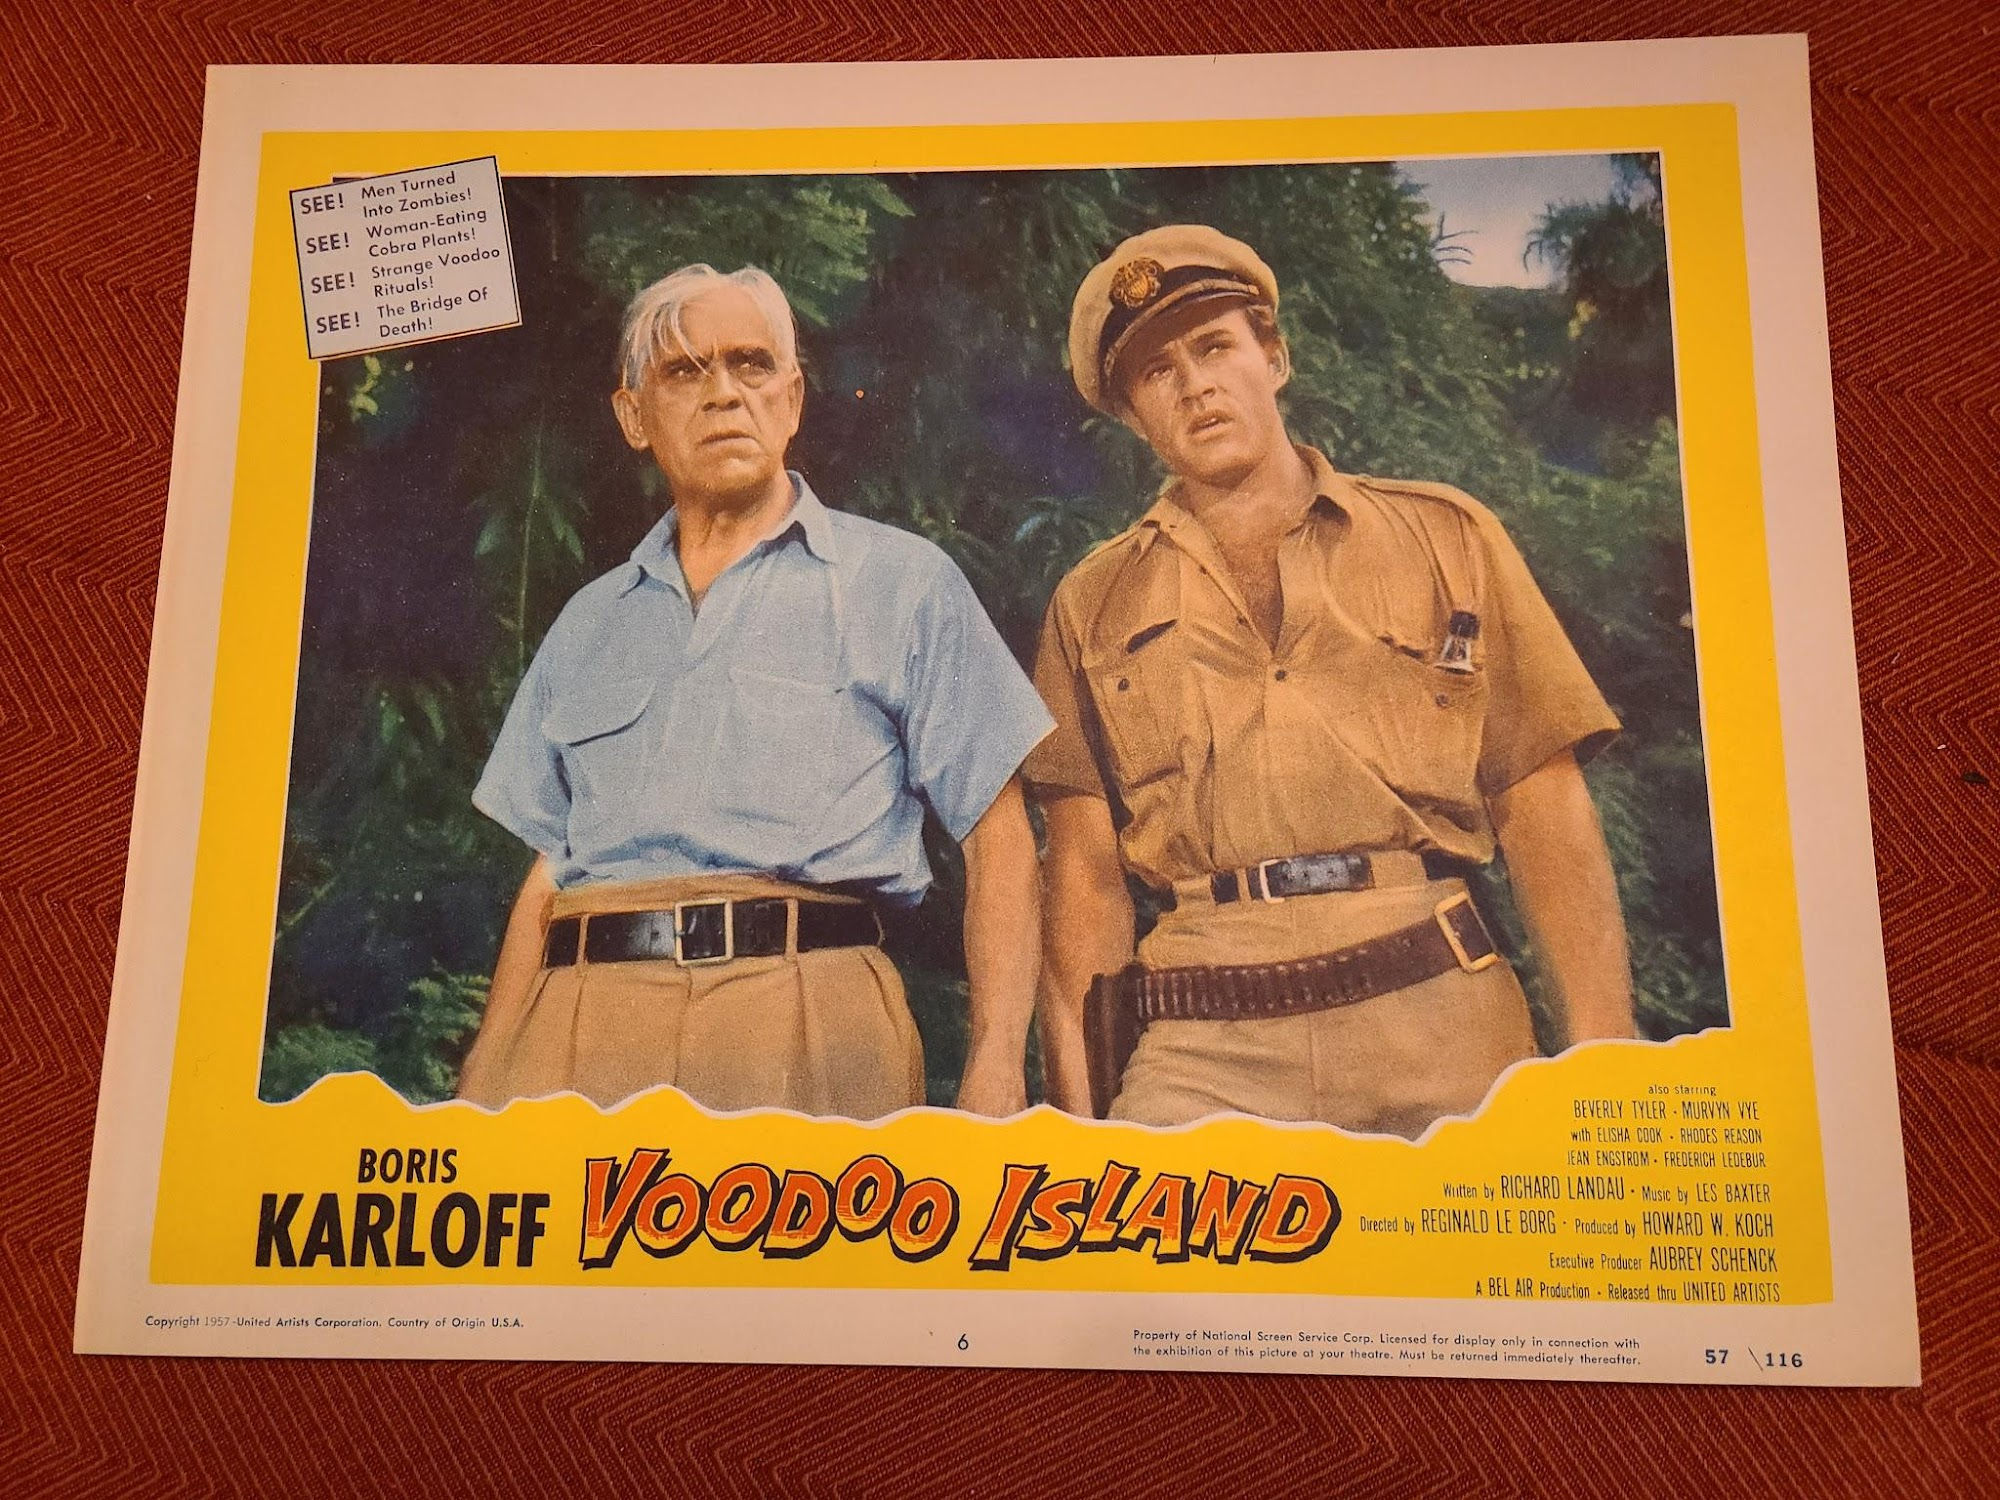 SEE! Men Turned
Into Zombies!
SEE! Woman-Eating
Cobra Plants!
SEE! Strange Voodoo
Rituals!
SEE! The Bridge Of
Death!
BORIS
KARLOFF
VOODOO ISLAND
also starring
BEVERLY TYLER • MURVYN VYE
with ELISHA COOK • RHODES REASON
JEAN ENGSTROM • FREDERICH LEDEBUR
Written by RICHARD LANDAU • Music by LES BAXTER
Directed by REGINALD LE BORG • Produced by HOWARD W. KOCH
Executive Producer AUBREY SCHENCK
A BEL AIR Production • Released thru UNITED ARTISTS
Copyright 1957-United Artists Corporation. Country of Origin U.S.A.
6
Property of National Screen Service Corp. Licensed for display only in connection with
the exhibition of this picture at your theatre. Must be returned immediately thereafter.
57 \116